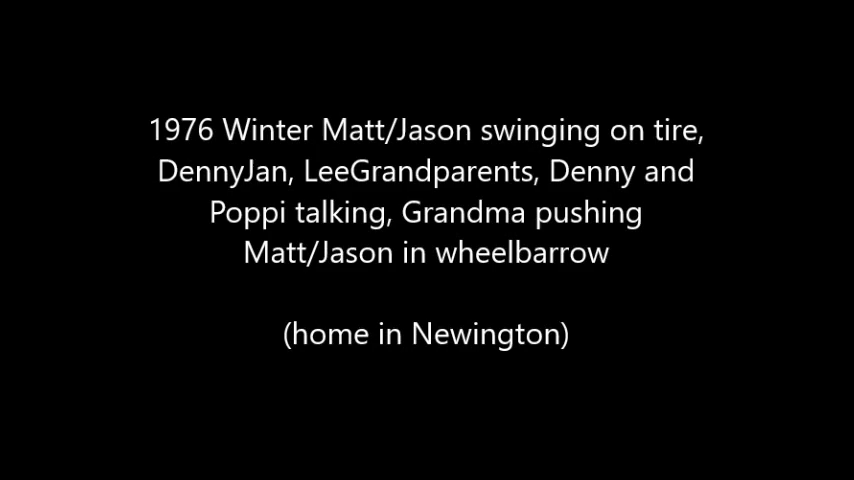 1976 Winter Matt/Jason swinging on tire,
DennyJan, LeeGrandparents, Denny and
Poppi talking, Grandma pushing
Matt/Jason in wheelbarrow
(home in Newington)